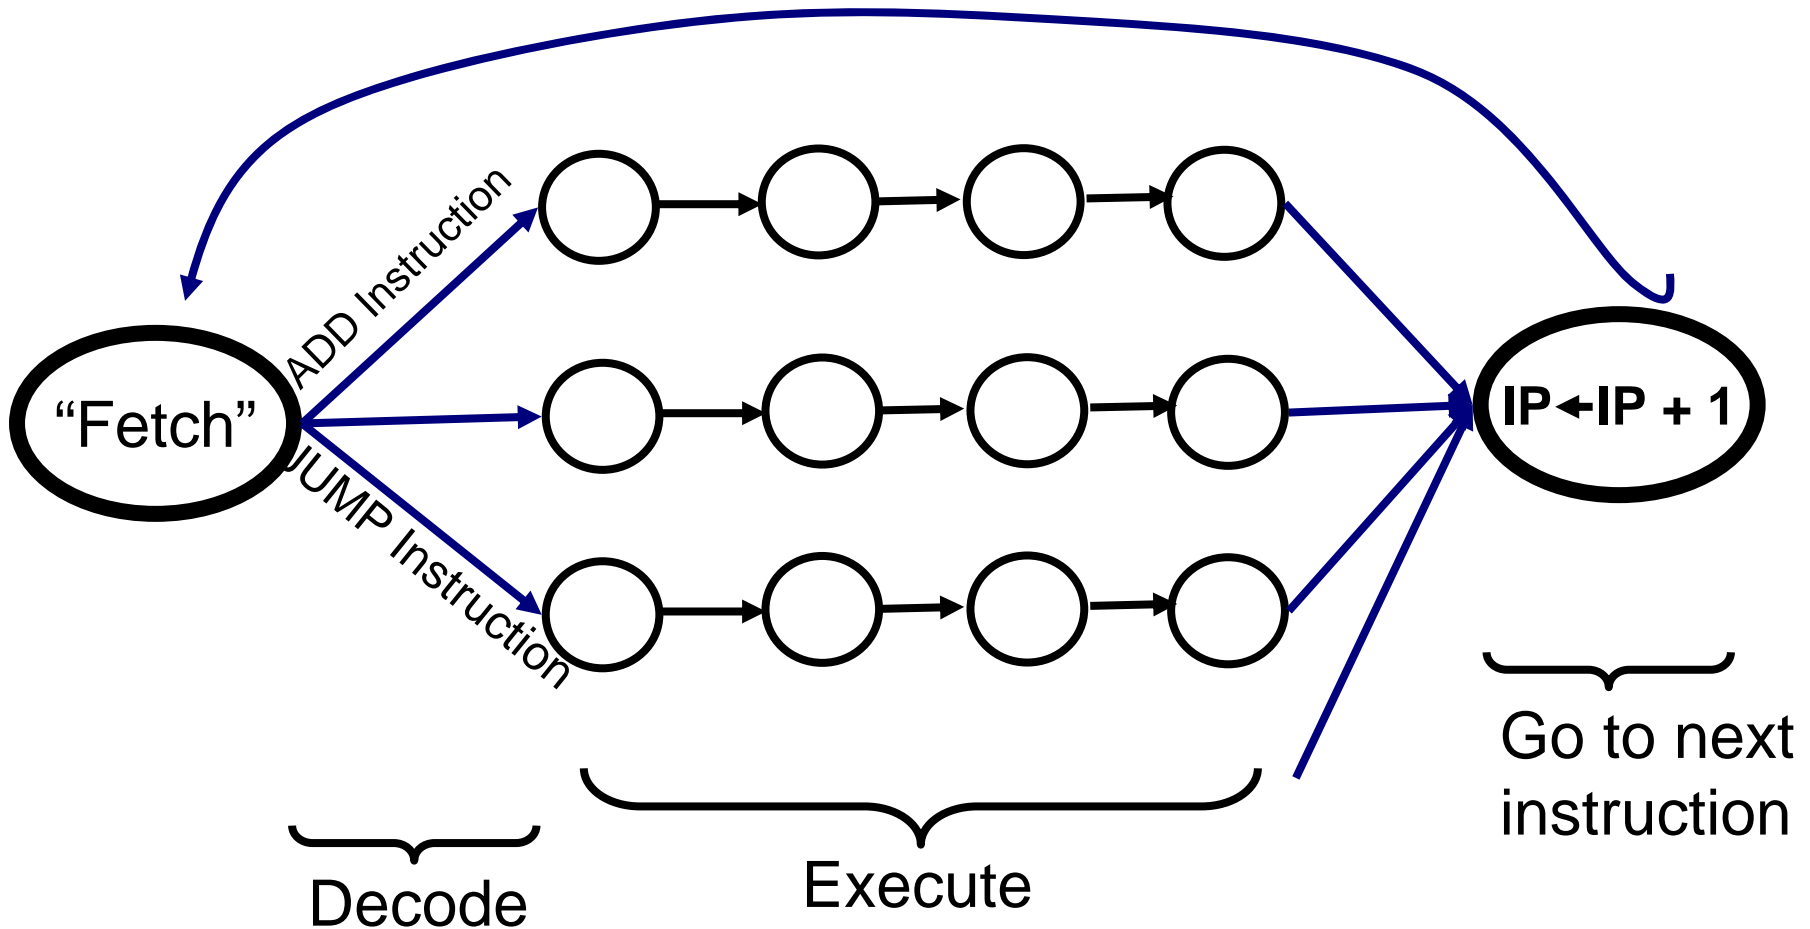 ADD Instruction
“Fetch”
IP←IP + 1
JUMP Instruction
Go to next
instruction
Execute
Decode